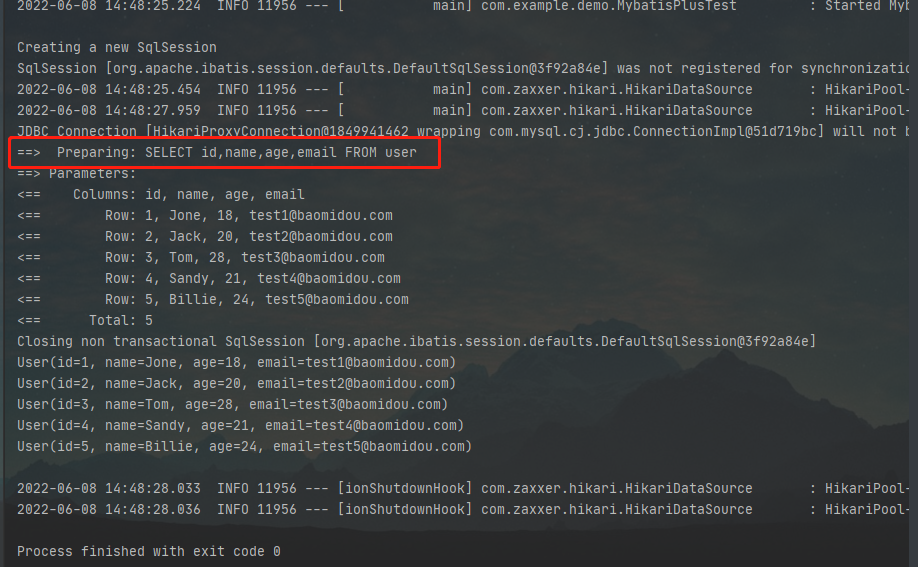 2022-06-08 14:48:25.224  INFO 11956 --- [           main] com.example.demo.MybatisPlusTest         : Started Myb
Creating a new SqlSession
SqlSession [org.apache.ibatis.session.defaults.DefaultSqlSession@3f92a84e] was not registered for synchronizatio
2022-06-08 14:48:25.454  INFO 11956 --- [           main] com.zaxxer.hikari.HikariDataSource       : HikariPool-
2022-06-08 14:48:27.959  INFO 11956 --- [           main] com.zaxxer.hikari.HikariDataSource       : HikariPool-
JDBC Connection [HikariProxyConnection@1849941462 wrapping com.mysql.cj.jdbc.ConnectionImpl@51d719bc] will not b
==>  Preparing: SELECT id,name,age,email FROM user
==> Parameters:
<==    Columns: id, name, age, email
<==        Row: 1, Jone, 18, test1@baomidou.com
<==        Row: 2, Jack, 20, test2@baomidou.com
<==        Row: 3, Tom, 28, test3@baomidou.com
<==        Row: 4, Sandy, 21, test4@baomidou.com
<==        Row: 5, Billie, 24, test5@baomidou.com
<==      Total: 5
Closing non transactional SqlSession [org.apache.ibatis.session.defaults.DefaultSqlSession@3f92a84e]
User(id=1, name=Jone, age=18, email=test1@baomidou.com)
User(id=2, name=Jack, age=20, email=test2@baomidou.com)
User(id=3, name=Tom, age=28, email=test3@baomidou.com)
User(id=4, name=Sandy, age=21, email=test4@baomidou.com)
User(id=5, name=Billie, age=24, email=test5@baomidou.com)
2022-06-08 14:48:28.033  INFO 11956 --- [ionShutdownHook] com.zaxxer.hikari.HikariDataSource       : HikariPool-
2022-06-08 14:48:28.036  INFO 11956 --- [ionShutdownHook] com.zaxxer.hikari.HikariDataSource       : HikariPool-
Process finished with exit code 0